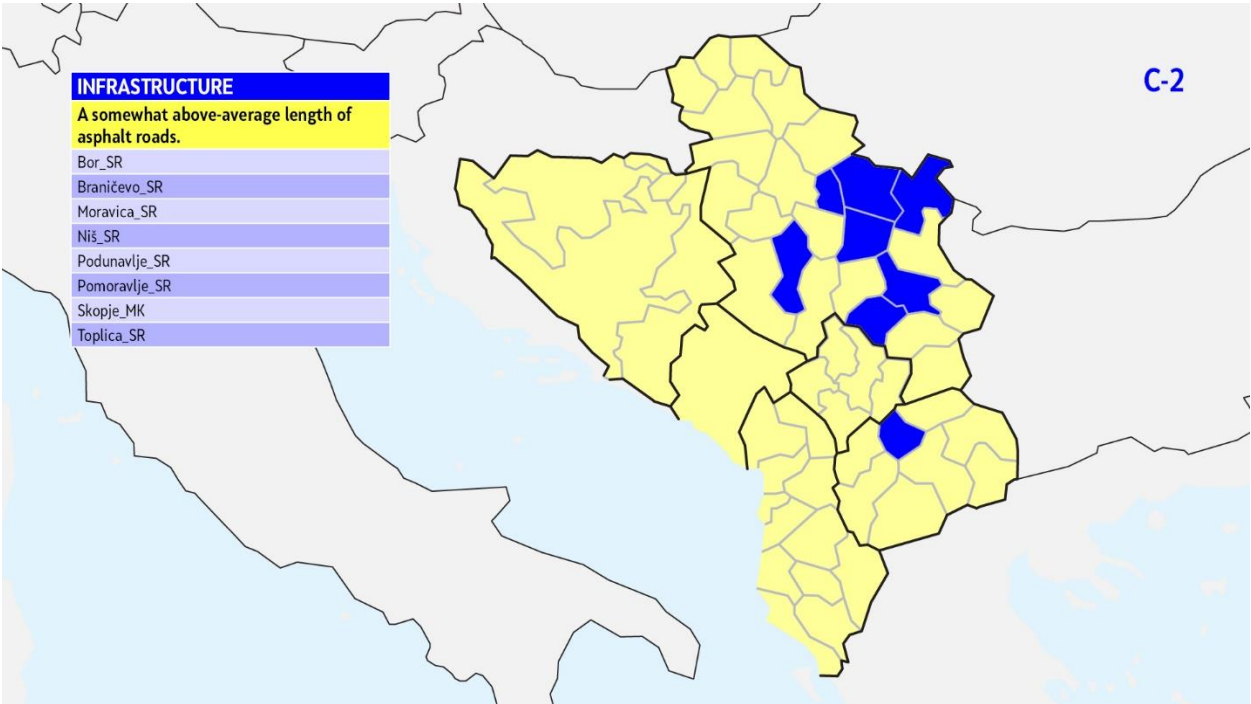 INFRASTRUCTURE
A somewhat above-average length of
asphalt roads.
Bor_SR
Braničevo_SR
Moravica_SR
Niš_SR
Podunavlje_SR
Pomoravlje_SR
Skopje_MK
Toplica_SR
C-2